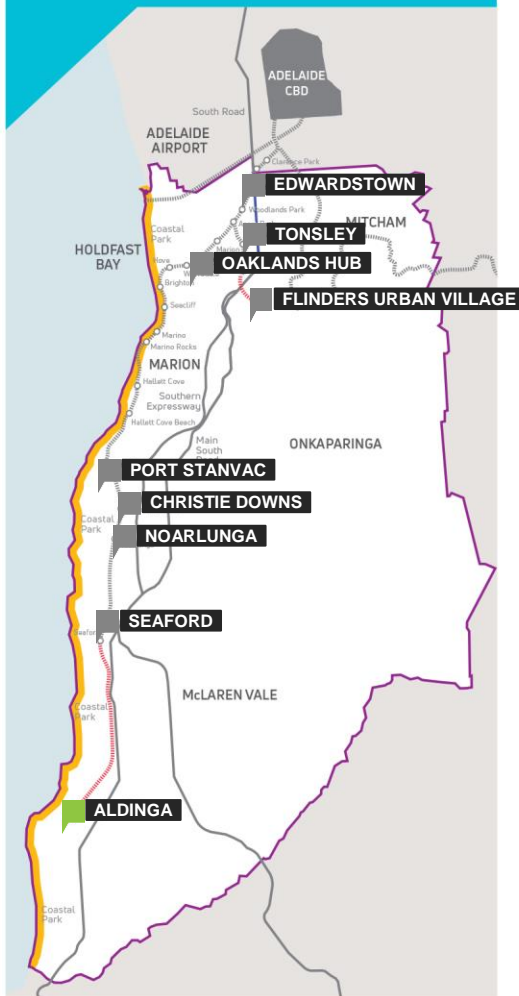 ADELAIDE
CBD
South Road
ADELAIDE
AIRPORT
Clarence Park
EDWARDSTOWN
Woodlands Park
Coastal
Park
MITCHAM
TONSLEY
HOLDFAST
BAY
Marion
Hove
OAKLANDS HUB
Brighton
FLINDERS URBAN VILLAGE
Seacliff
Marino
Marino Rocks
MARION
Hallett Cove
Southern
Expressway
Hallett Cove Beach
Main
South
Road
ONKAPARINGA
PORT STANVAC
CHRISTIE DOWNS
Coastal
Park
NOARLUNGA
SEAFORD
Seaford
McLAREN VALE
Coastal
Park
ALDINGA
Coastal
Park